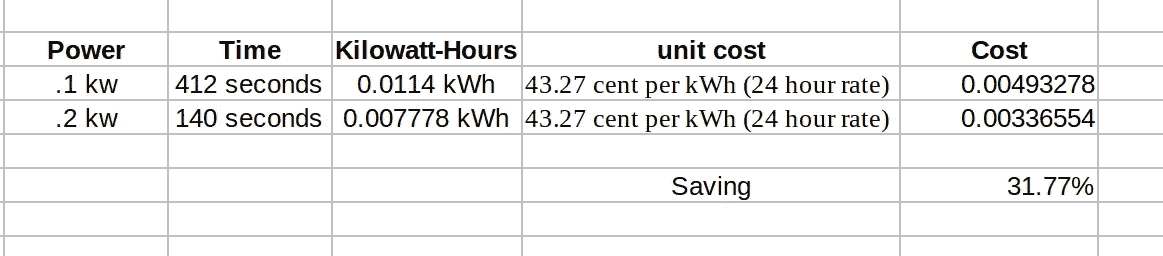 Power Time Kilowatt-Hours unit cost Cost
.1 kw 412 seconds 0.0114 kWh 43.27 cent per kWh (24 hour rate) 0.00493278
.2 kw 140 seconds 0.007778 kWh 43.27 cent per kWh (24 hour rate) 0.00336554
Saving 31.77%